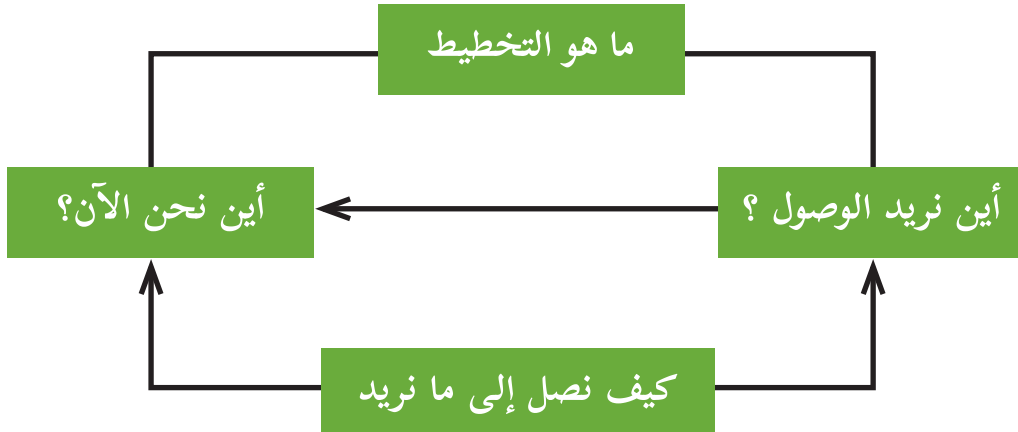 ما هو التخطيط
أين نريد الوصول ؟
أين نحن الآن؟
كيف نصل إلى ما نريد